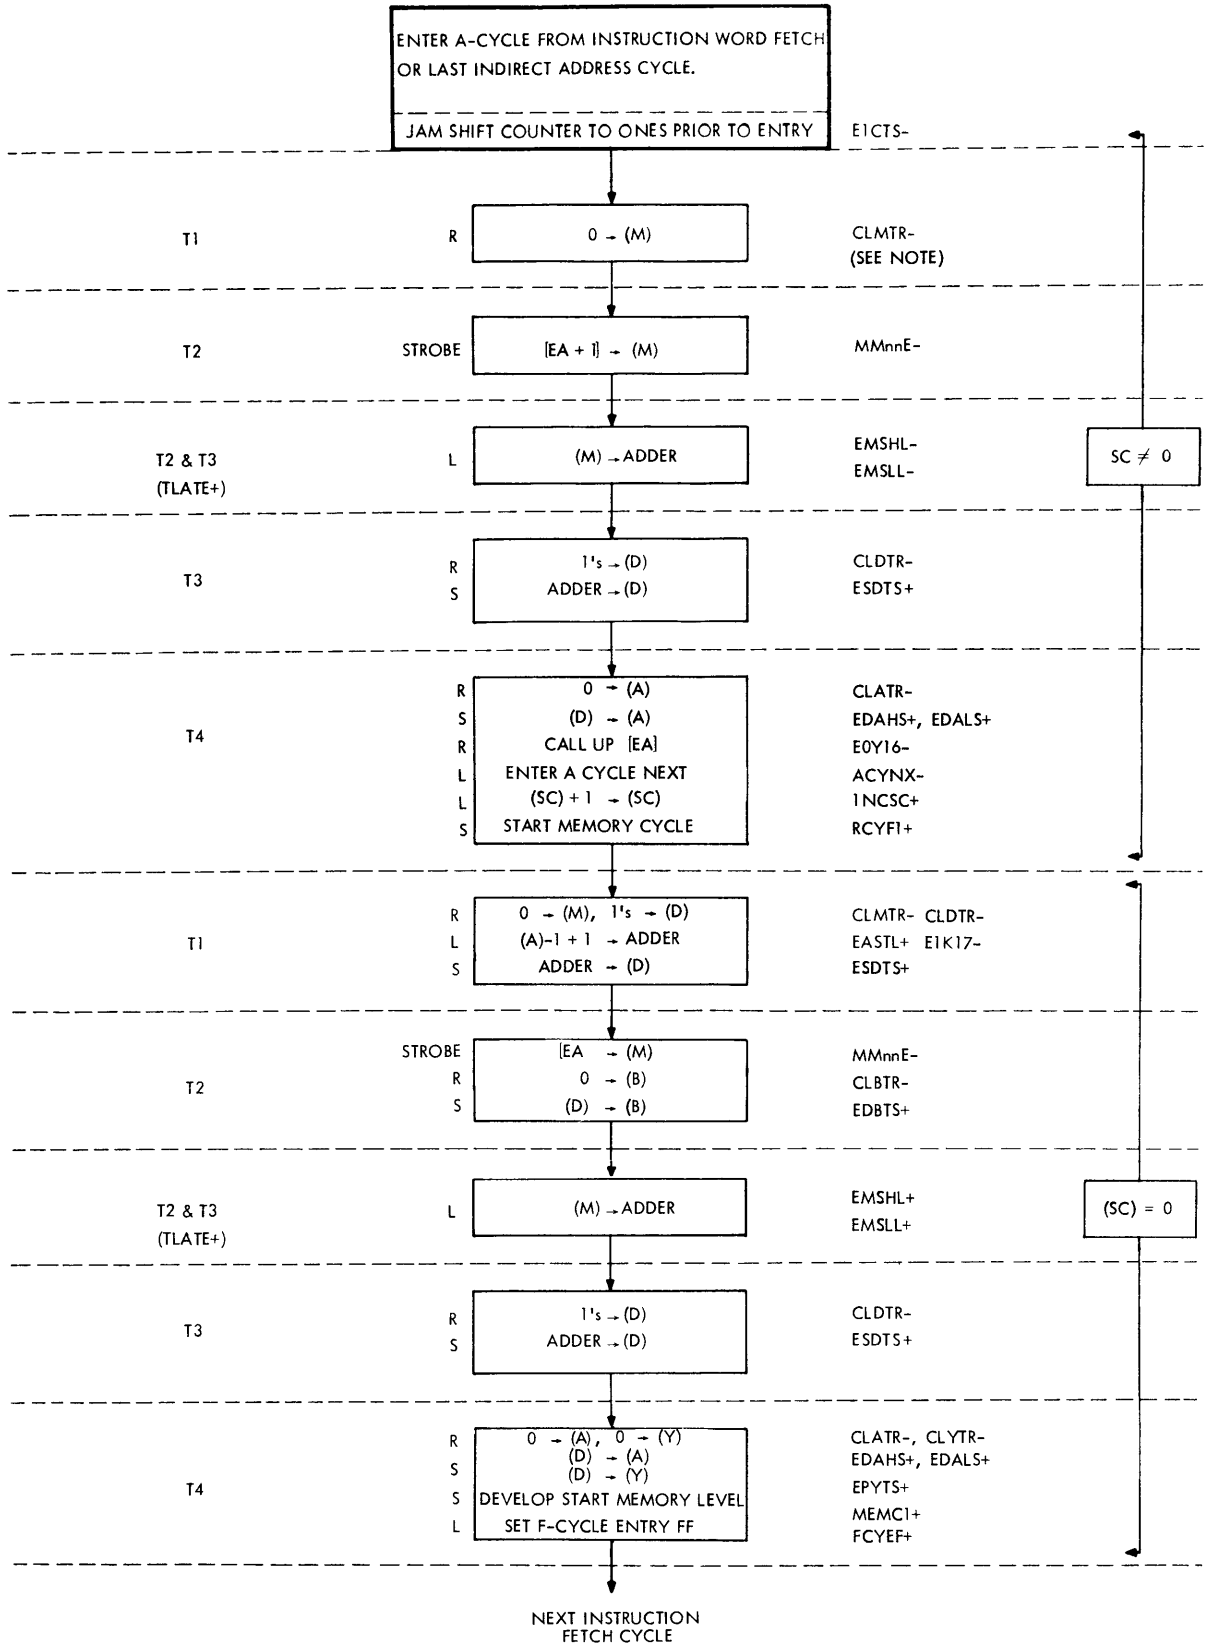 ENTER A-CYCLE FROM INSTRUCTION WORD FETCH
OR LAST INDIRECT ADDRESS CYCLE.
JAM SHIFT COUNTER TO ONES PRIOR TO ENTRY E1CTS-
T1 R 0 → (M) CLMTR-
(SEE NOTE)
T2 STROBE [EA + 1] → (M) MMnnE-
T2 & T3 L (M) → ADDER EMSHL-
(TLATE+) EMSLL-
SC ≠ 0
T3
R 1's → (D) CLDTR-
S ADDER → (D) ESDTS+
T4
R 0 → (A) CLATR-
S (D) → (A) EDAHS+, EDALS+
R CALL UP [EA] E0Y16-
L ENTER A CYCLE NEXT ACYNX-
L (SC) + 1 → (SC) 1NCSC+
S START MEMORY CYCLE RCYF1+
T1
R 0 → (M), 1's → (D) CLMTR- CLDTR-
L (A)-1 + 1 → ADDER EASTL+ E1K17-
S ADDER → (D) ESDTS+
T2
STROBE [EA → (M) MMnnE-
R 0 → (B) CLBTR-
S (D) → (B) EDBTS+
T2 & T3 L (M) → ADDER EMSHL+
(TLATE+) EMSLL+
(SC) = 0
T3
R 1's → (D) CLDTR-
S ADDER → (D) ESDTS+
T4
R 0 → (A), 0 → (Y) CLATR-, CLYTR-
S (D) → (A) EDAHS+, EDALS+
(D) → (Y) EPYTS+
S DEVELOP START MEMORY LEVEL MEMC1+
L SET F-CYCLE ENTRY FF FCYEF+
NEXT INSTRUCTION
FETCH CYCLE